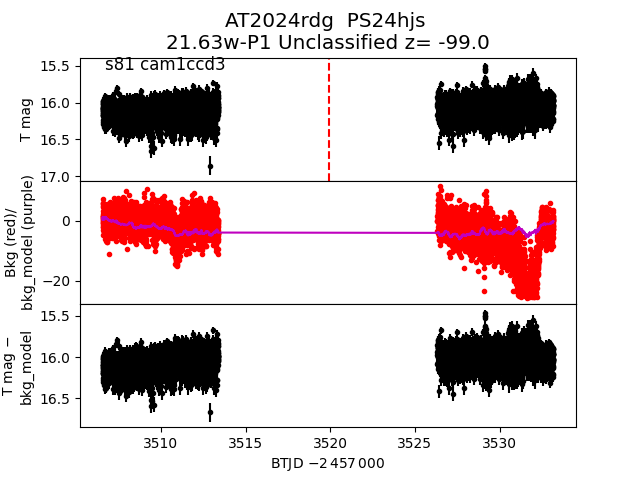 AT2024rdg PS24hjs
21.63w-P1 Unclassified z= -99.0
s81 cam1ccd3
15.5
16.0
16.5
17.0
T mag
0
−20
Bkg (red)/
bkg_model (purple)
15.5
16.0
16.5
T mag −
bkg_model
3510 3515 3520 3525 3530
BTJD −2 457 000